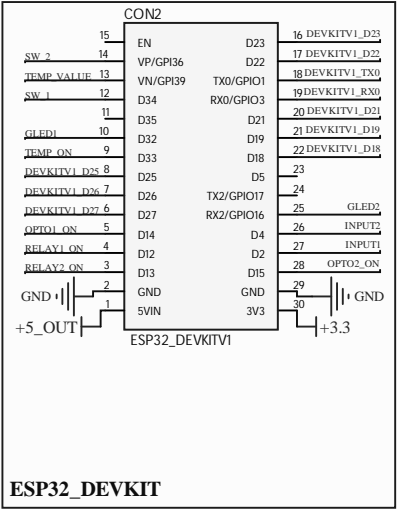 CON2
15 EN D23 16 DEVKITV1_D23
SW_2 14 VP/GPI36 D22 17 DEVKITV1_D22
TEMP_VALUE 13 VN/GPI39 TX0/GPIO1 18 DEVKITV1_TX0
SW_1 12 D34 RX0/GPIO3 19 DEVKITV1_RX0
11 D35 D21 20 DEVKITV1_D21
GLED1 10 D32 D19 21 DEVKITV1_D19
TEMP_ON 9 D33 D18 22 DEVKITV1_D18
DEVKITV1_D25 8 D25 D5 23
DEVKITV1_D26 7 D26 TX2/GPIO17 24
DEVKITV1_D27 6 D27 RX2/GPIO16 25 GLED2
OPTO1_ON 5 D14 D4 26 INPUT2
RELAY1_ON 4 D12 D2 27 INPUT1
RELAY2_ON 3 D13 D15 28 OPTO2_ON
GND 2 GND GND 29 GND
+5_OUT 1 5VIN 3V3 30 +3.3
ESP32_DEVKITV1
ESP32_DEVKIT